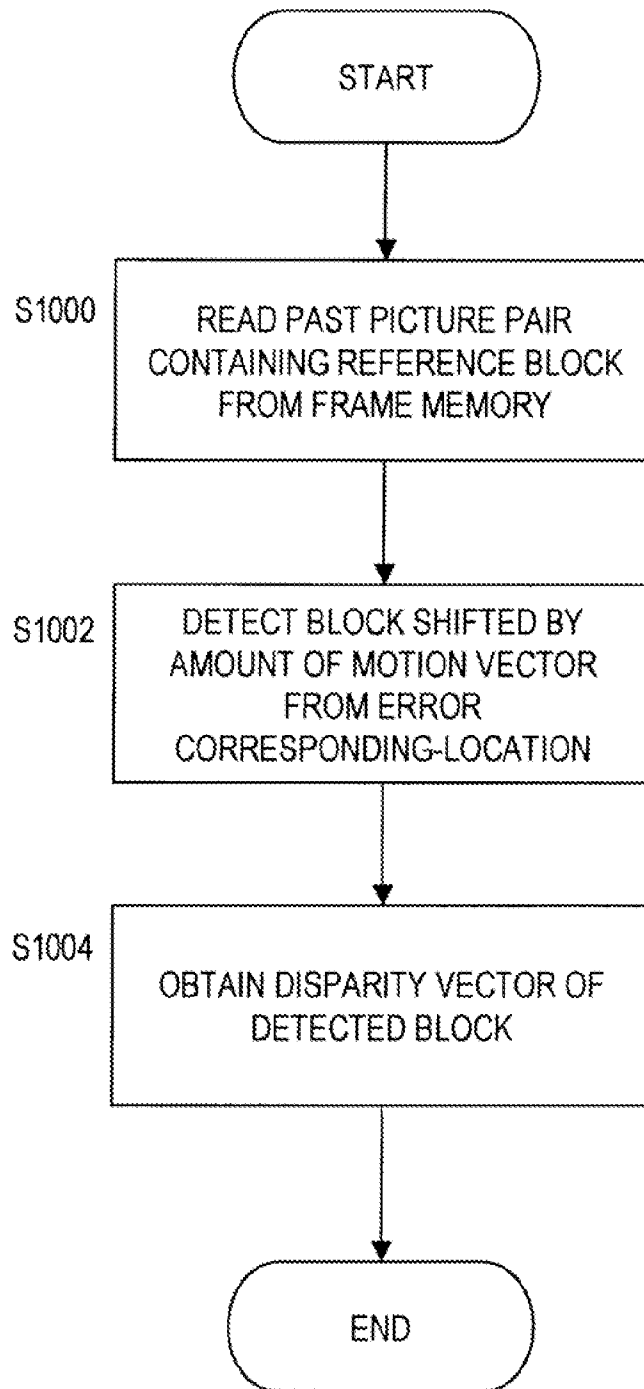 START
S1000
READ PAST PICTURE PAIR
CONTAINING REFERENCE BLOCK
FROM FRAME MEMORY
S1002
DETECT BLOCK SHIFTED BY
AMOUNT OF MOTION VECTOR
FROM ERROR
CORRESPONDING-LOCATION
S1004
OBTAIN DISPARITY VECTOR OF
DETECTED BLOCK
END